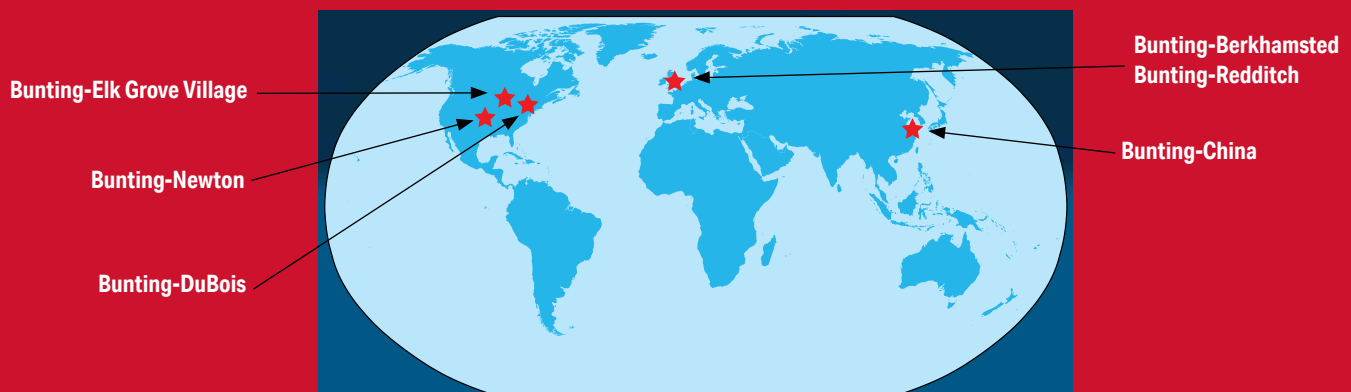 Bunting-Elk Grove Village
Bunting-Newton
Bunting-DuBois
Bunting-Berkhamsted
Bunting-Redditch
Bunting-China